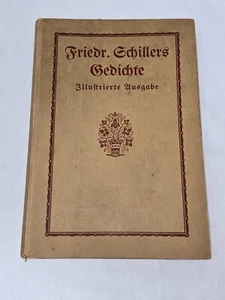 Friedr. Schillers
Gedichte
Illustrierte Ausgabe